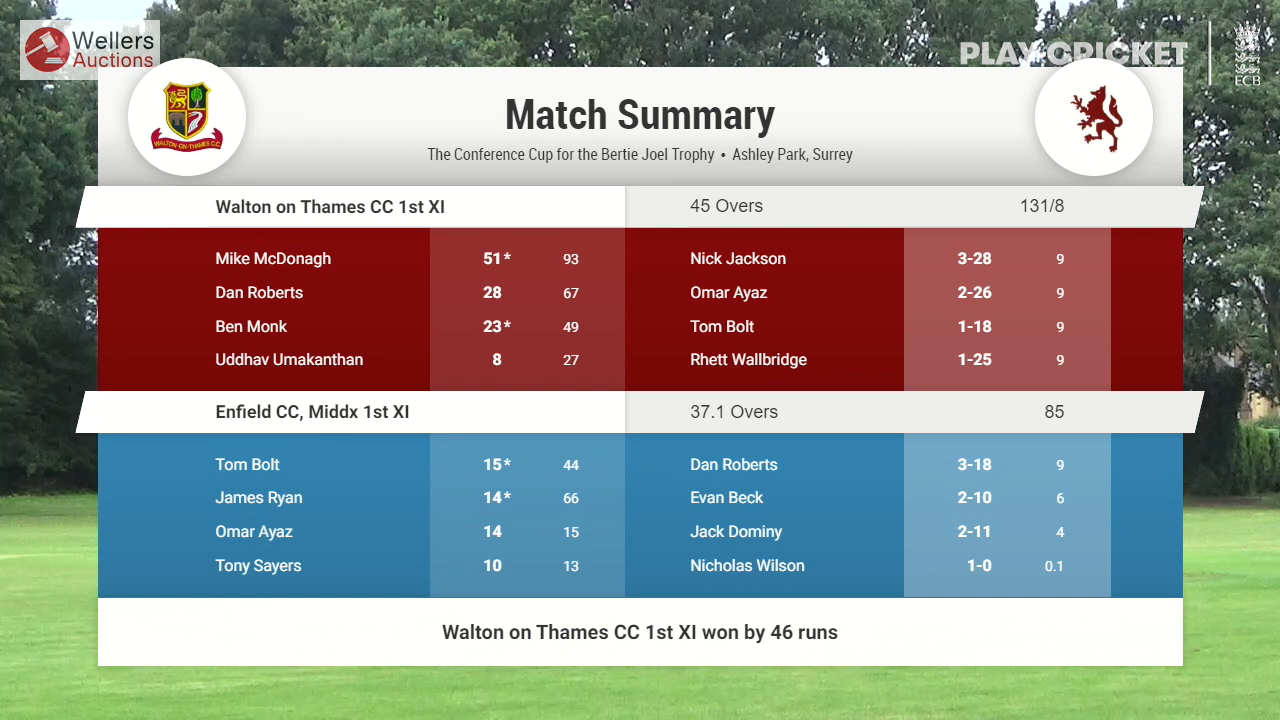 Wellers
Auctions
PLAY CRICKET
ECB
WALTON-ON-THAMES C.C.
Match Summary
The Conference Cup for the Bertie Joel Trophy • Ashley Park, Surrey
Walton on Thames CC 1st XI 45 Overs 131/8
Mike McDonagh 51* 93 Nick Jackson 3-28 9
Dan Roberts 28 67 Omar Ayaz 2-26 9
Ben Monk 23* 49 Tom Bolt 1-18 9
Uddhav Umakanthan 8 27 Rhett Wallbridge 1-25 9
Enfield CC, Middx 1st XI 37.1 Overs 85
Tom Bolt 15* 44 Dan Roberts 3-18 9
James Ryan 14* 66 Evan Beck 2-10 6
Omar Ayaz 14 15 Jack Dominy 2-11 4
Tony Sayers 10 13 Nicholas Wilson 1-0 0.1
Walton on Thames CC 1st XI won by 46 runs